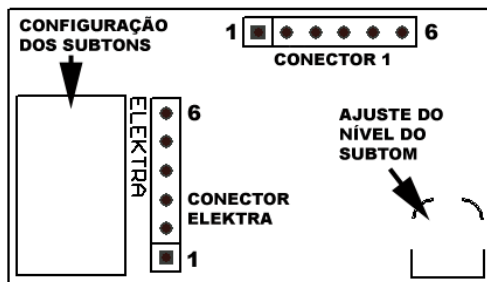 CONFIGURAÇÃO
DOS SUBTONS
1
6
CONECTOR 1
ELEKTRA
6
CONECTOR
ELEKTRA
1
AJUSTE DO
NÍVEL DO
SUBTOM